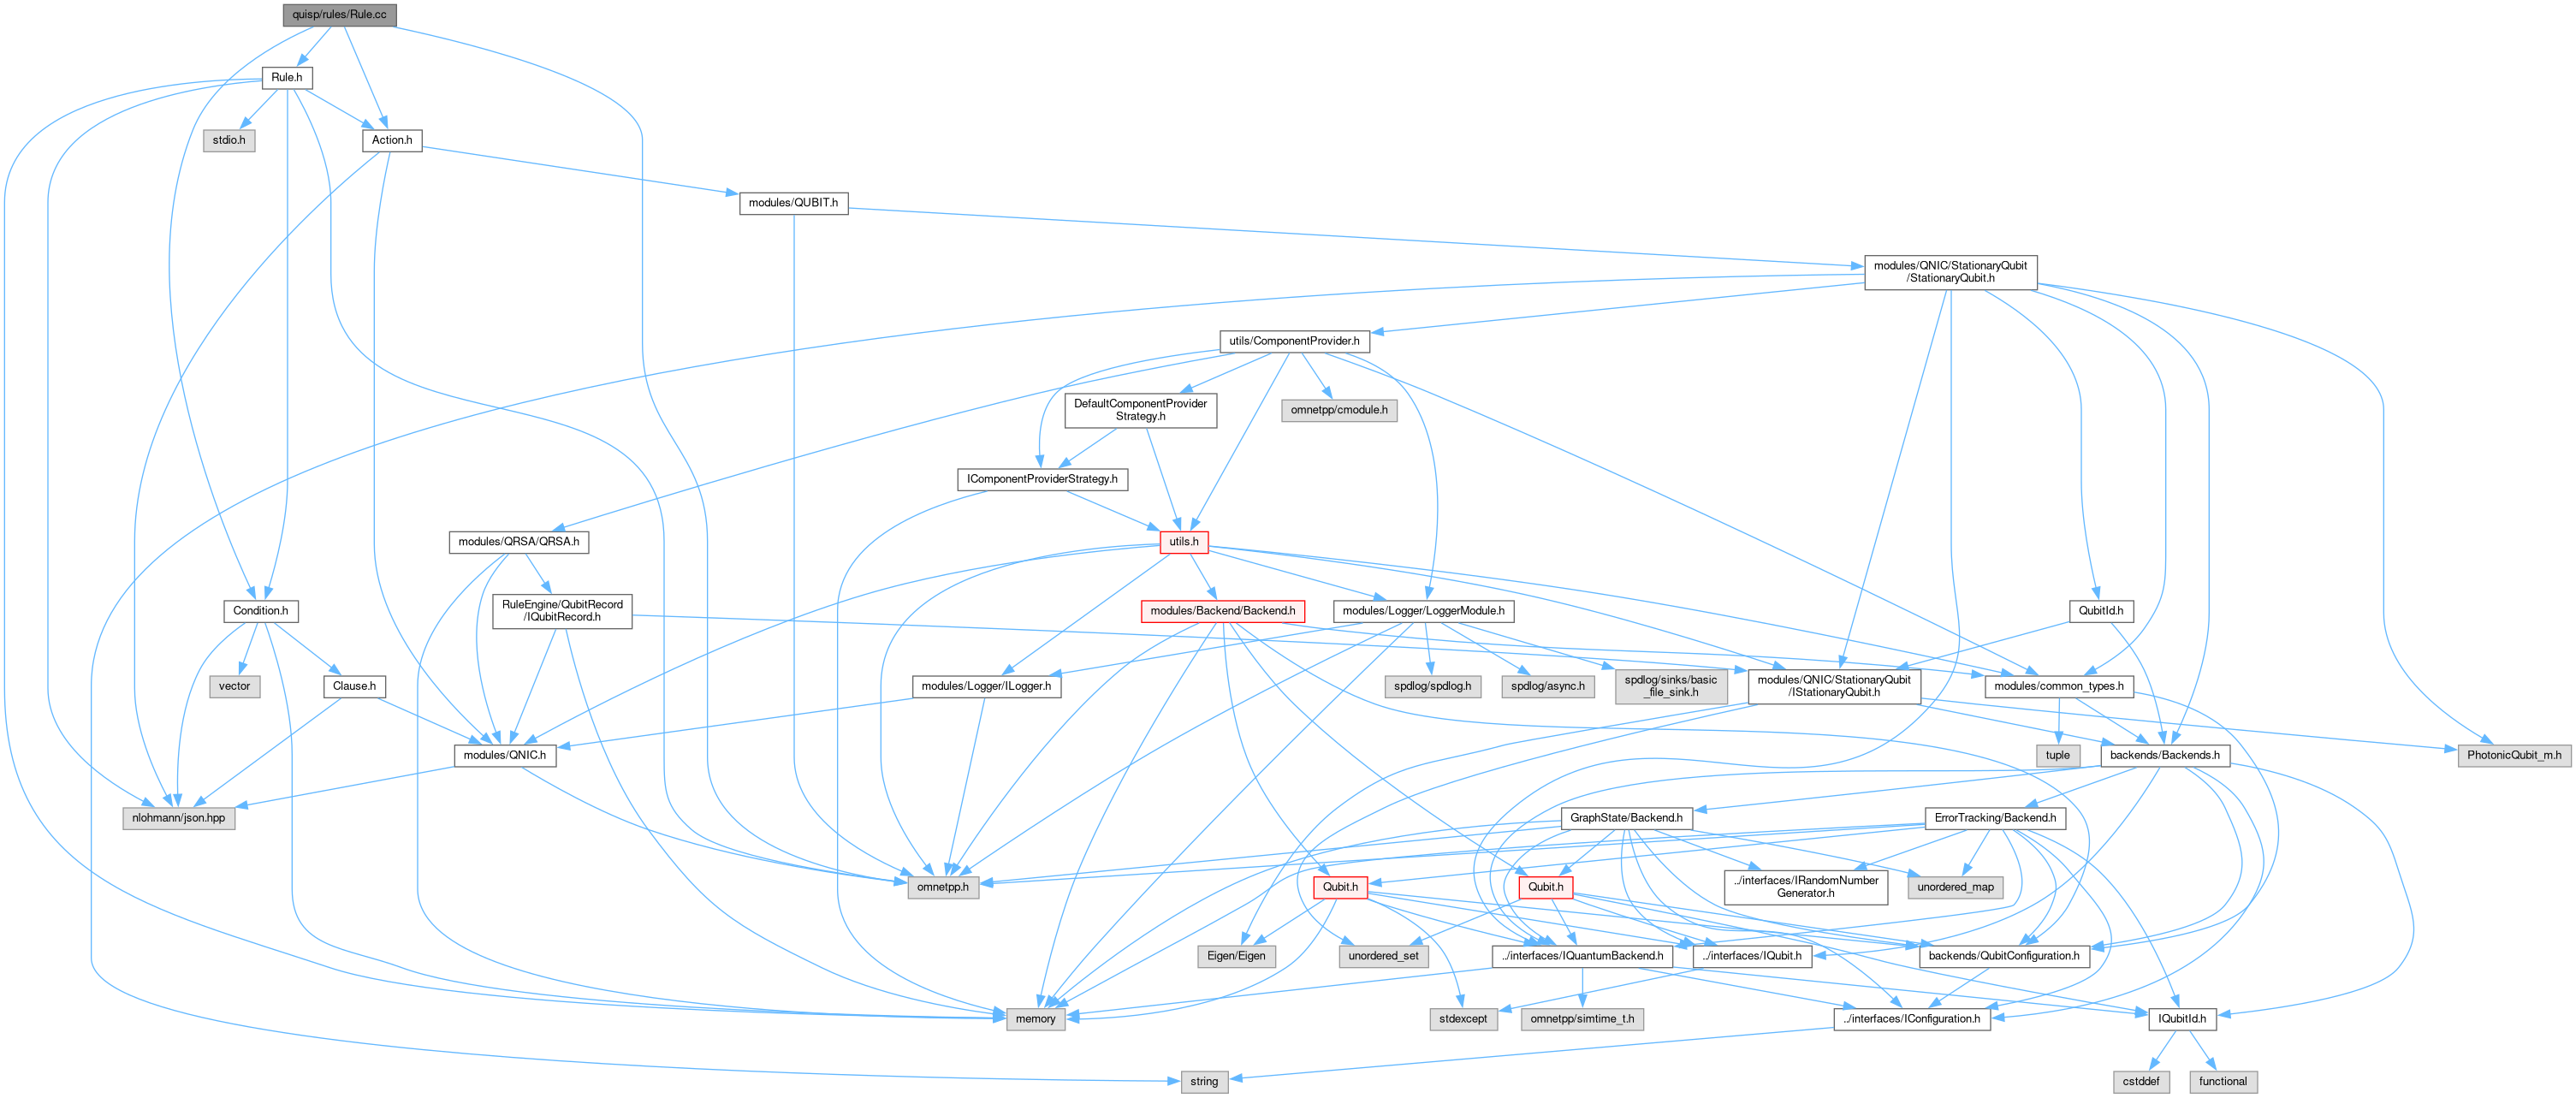 quisp/rules/Rule.cc
Rule.h
stdio.h
Action.h
modules/QUBIT.h
modules/QNIC/StationaryQubit
/StationaryQubit.h
utils/ComponentProvider.h
DefaultComponentProvider
Strategy.h
omnetpp/cmodule.h
IComponentProviderStrategy.h
modules/QRSA/QRSA.h
utils.h
Condition.h
RuleEngine/QubitRecord
/IQubitRecord.h
modules/Backend/Backend.h
modules/Logger/LoggerModule.h
QubitId.h
vector
Clause.h
modules/Logger/ILogger.h
spdlog/spdlog.h
spdlog/async.h
spdlog/sinks/basic
_file_sink.h
modules/QNIC/StationaryQubit
/IStationaryQubit.h
modules/common_types.h
modules/QNIC.h
tuple
backends/Backends.h
PhotonicQubit_m.h
nlohmann/json.hpp
GraphState/Backend.h
ErrorTracking/Backend.h
omnetpp.h
Qubit.h
Qubit.h
../interfaces/IRandomNumber
Generator.h
unordered_map
Eigen/Eigen
unordered_set
../interfaces/IQuantumBackend.h
../interfaces/IQubit.h
backends/QubitConfiguration.h
memory
stdexcept
omnetpp/simtime_t.h
../interfaces/IConfiguration.h
IQubitId.h
string
cstddef
functional